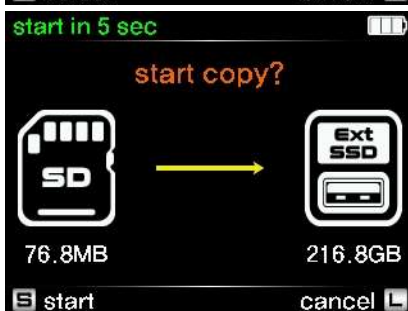 start in 5 sec
start copy?
SD
Ext
SSD
76.8MB
216.8GB
S start
cancel L